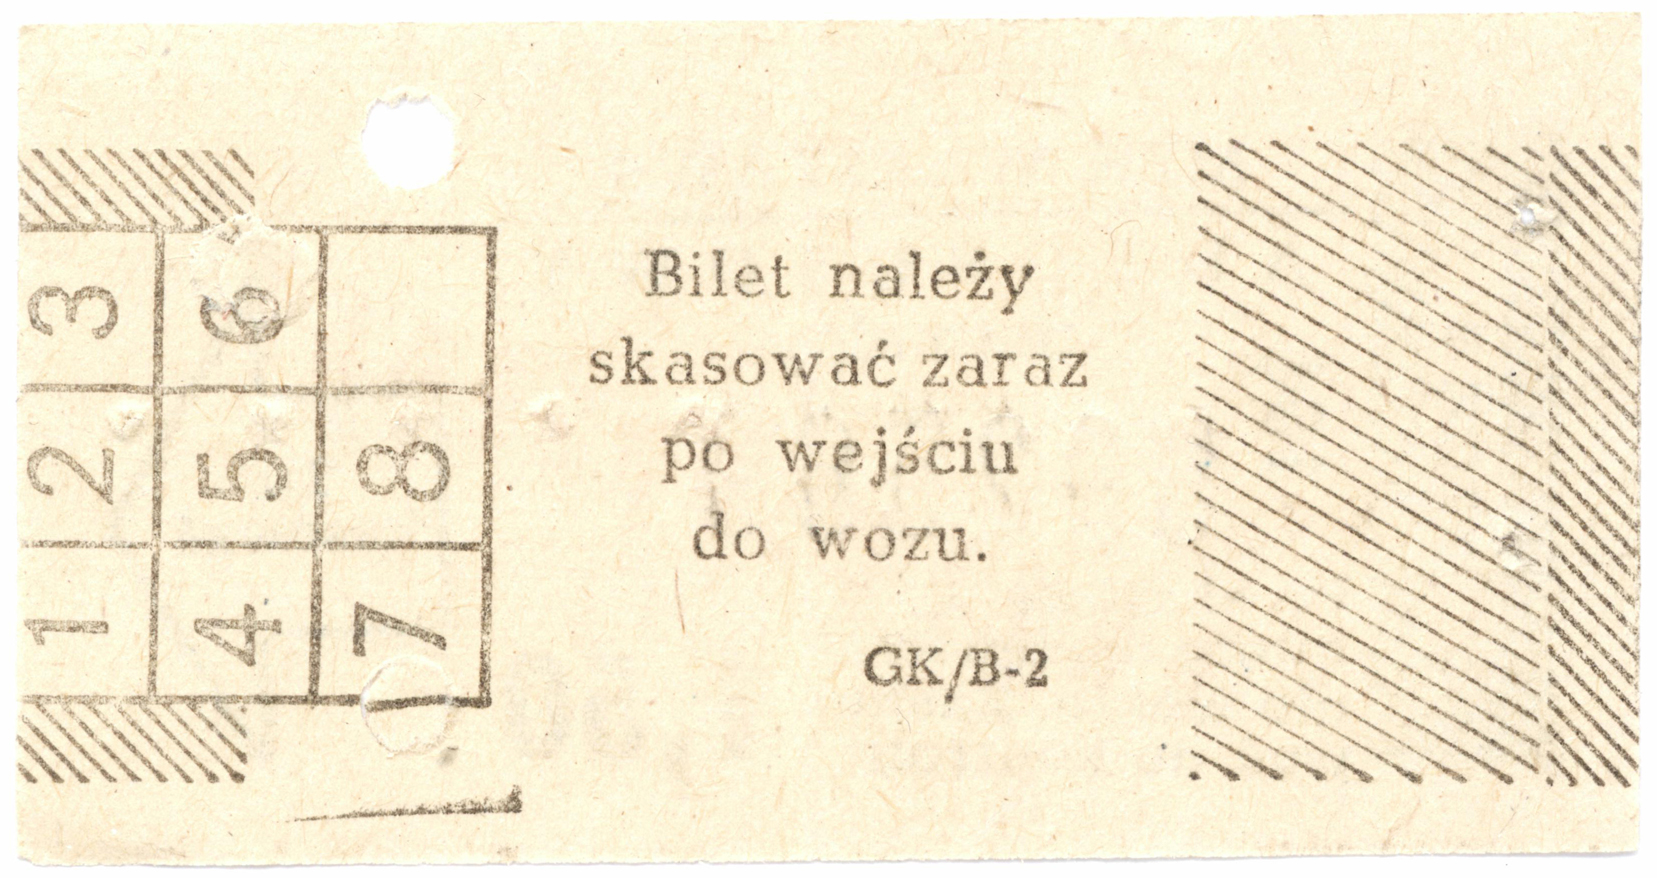 3 6
2 5 8
1 4 7
Bilet należy
skasować zaraz
po wejściu
do wozu.
GK/B-2